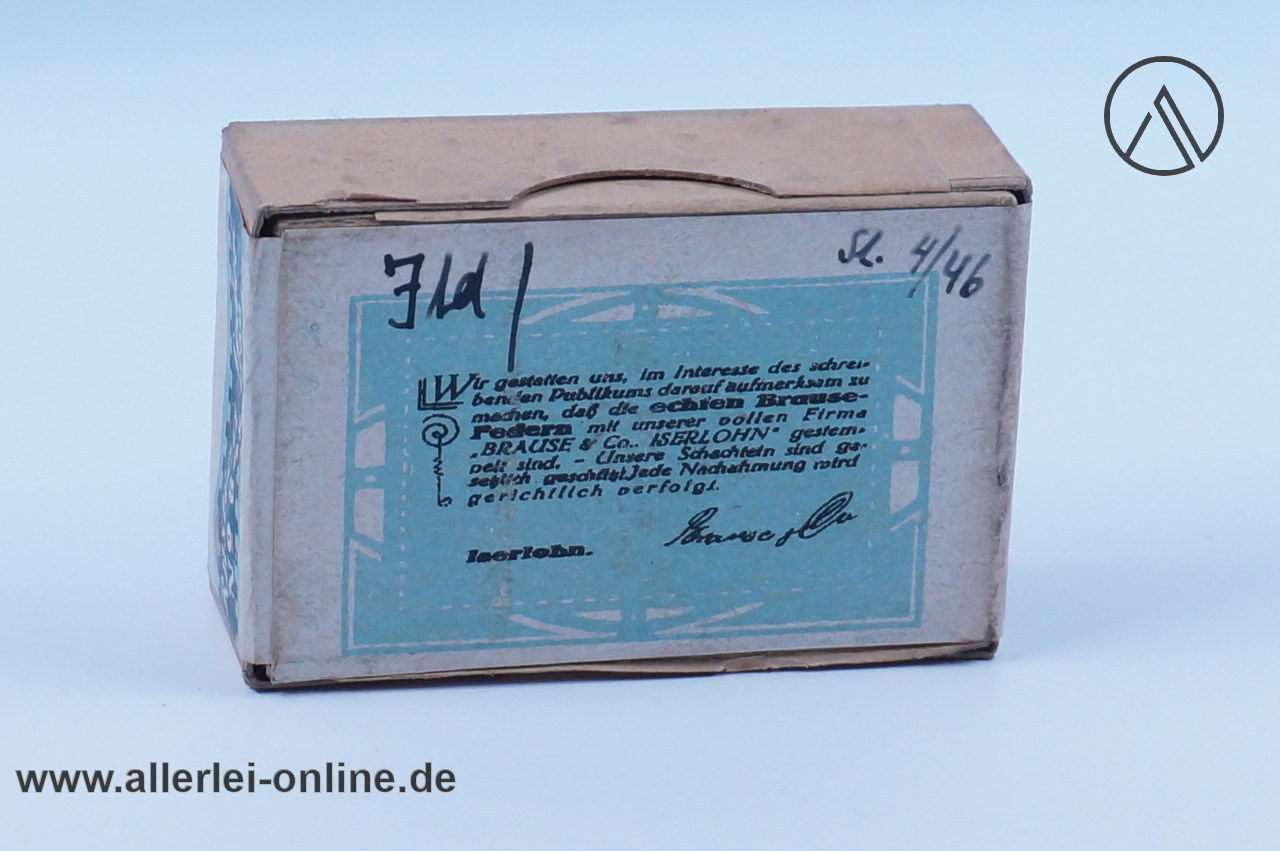 4/46
Wir gestatten uns, im Interesse des schrei-
benden Publikums darauf aufmerksam zu
machen, daß die echten Brause-
Federn mit unserer vollen Firma
„BRAUSE & Co., ISERLOHN" gestem-
pelt sind. - Unsere Schachteln sind ge-
setzlich geschützt. Jede Nachahmung wird
gerichtlich verfolgt.
Brause & Co
Iserlohn.
www.allerlei-online.de